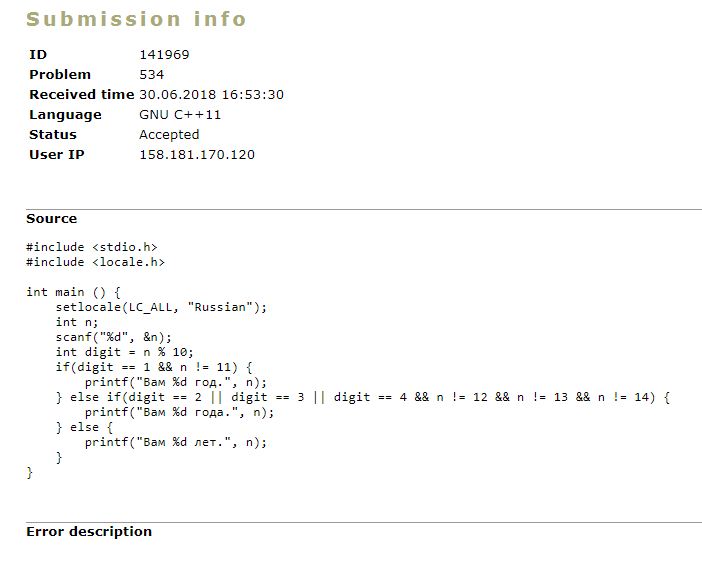 Submission info
ID 141969
Problem 534
Received time 30.06.2018 16:53:30
Language GNU C++11
Status Accepted
User IP 158.181.170.120
Source
#include <stdio.h>
#include <locale.h>
int main () {
    setlocale(LC_ALL, "Russian");
    int n;
    scanf("%d", &n);
    int digit = n % 10;
    if(digit == 1 && n != 11) {
        printf("Вам %d год.", n);
    } else if(digit == 2 || digit == 3 || digit == 4 && n != 12 && n != 13 && n != 14) {
        printf("Вам %d года.", n);
    } else {
        printf("Вам %d лет.", n);
    }
}
Error description